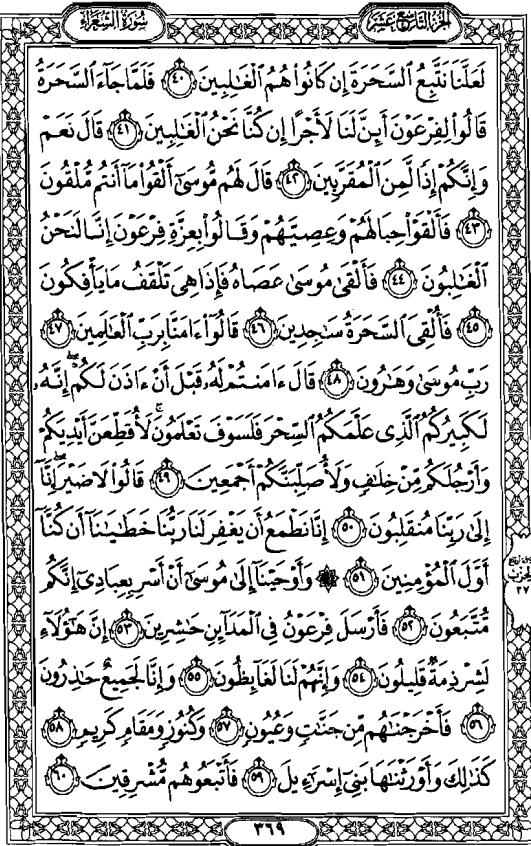 سُورَةُ الشُّعَرَاءِ
الجُزءُ التَّاسِعَ عَشَرَ
لَعَلَّنَا نَتَّبِعُ ٱلسَّحَرَةَ إِن كَانُوا۟ هُمُ ٱلْغَٰلِبِينَ ٤٠ فَلَمَّا جَآءَ ٱلسَّحَرَةُ
قَالُوا۟ لِفِرْعَوْنَ أَئِنَّ لَنَا لَأَجْرًا إِن كُنَّا نَحْنُ ٱلْغَٰلِبِينَ ٤١ قَالَ نَعَمْ
وَإِنَّكُمْ إِذًا لَّمِنَ ٱلْمُقَرَّبِينَ ٤٢ قَالَ لَهُم مُّوسَىٰٓ أَلْقُوا۟ مَآ أَنتُم مُّلْقُونَ
٤٣ فَأَلْقَوْا۟ حِبَالَهُمْ وَعِصِيَّهُمْ وَقَالُوا۟ بِعِزَّةِ فِرْعَوْنَ إِنَّا لَنَحْنُ
ٱلْغَٰلِبُونَ ٤٤ فَأَلْقَىٰ مُوسَىٰ عَصَاهُ فَإِذَا هِىَ تَلْقَفُ مَا يَأْفِكُونَ
٤٥ فَأُلْقِىَ ٱلسَّحَرَةُ سَٰجِدِينَ ٤٦ قَالُوٓا۟ ءَامَنَّا بِرَبِّ ٱلْعَٰلَمِينَ ٤٧
رَبِّ مُوسَىٰ وَهَٰرُونَ ٤٨ قَالَ ءَامَنتُمْ لَهُۥ قَبْلَ أَنْ ءَاذَنَ لَكُمْ ۖ إِنَّهُۥ
لَكَبِيرُكُمُ ٱلَّذِى عَلَّمَكُمُ ٱلسِّحْرَ فَلَسَوْفَ تَعْلَمُونَ ۚ لَأُقَطِّعَنَّ أَيْدِيَكُمْ
وَأَرْجُلَكُم مِّنْ خِلَٰفٍ وَلَأُصَلِّبَنَّكُمْ أَجْمَعِينَ ٤٩ قَالُوا۟ لَا ضَيْرَ ۖ إِنَّآ
إِلَىٰ رَبِّنَا مُنقَلِبُونَ ٥٠ إِنَّا نَطْمَعُ أَن يَغْفِرَ لَنَا رَبُّنَا خَطَٰيَٰنَآ أَن كُنَّآ
أَوَّلَ ٱلْمُؤْمِنِينَ ٥١ ۞ وَأَوْحَيْنَآ إِلَىٰ مُوسَىٰٓ أَنْ أَسْرِ بِعِبَادِىٓ إِنَّكُم
مُّتَّبَعُونَ ٥٢ فَأَرْسَلَ فِرْعَوْنُ فِى ٱلْمَدَآئِنِ حَٰشِرِينَ ٥٣ إِنَّ هَٰٓؤُلَآءِ
لَشِرْذِمَةٌ قَلِيلُونَ ٥٤ وَإِنَّهُمْ لَنَا لَغَآئِظُونَ ٥٥ وَإِنَّا لَجَمِيعٌ حَٰذِرُونَ
٥٦ فَأَخْرَجْنَٰهُم مِّن جَنَّٰتٍ وَعُيُونٍ ٥٧ وَكُنُوزٍ وَمَقَامٍ كَرِيمٍ ٥٨
كَذَٰلِكَ وَأَوْرَثْنَٰهَا بَنِىٓ إِسْرَٰٓءِيلَ ٥٩ فَأَتْبَعُوهُم مُّشْرِقِينَ ٦٠
الحزب
٣٧
٣٦٩